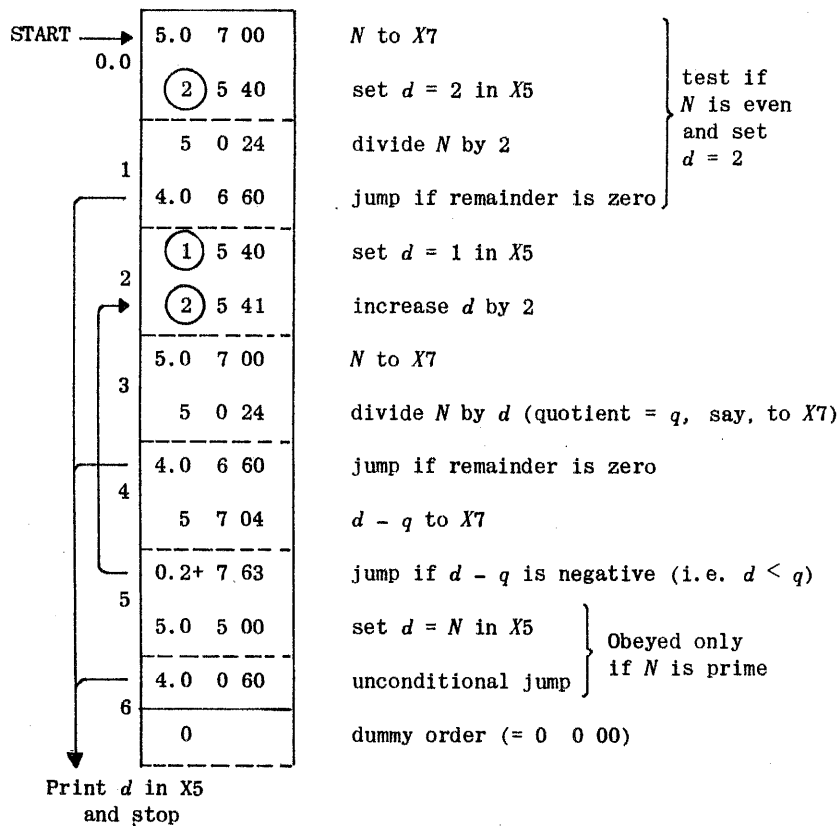 START 5.0 7 00 N to X7
0.0
2 5 40 set d = 2 in X5
5 0 24 divide N by 2
1
4.0 6 60 jump if remainder is zero
test if
N is even
and set
d = 2
1 5 40 set d = 1 in X5
2
2 5 41 increase d by 2
5.0 7 00 N to X7
3
5 0 24 divide N by d (quotient = q, say, to X7)
4.0 6 60 jump if remainder is zero
4
5 7 04 d - q to X7
0.2+ 7 63 jump if d - q is negative (i.e. d < q)
5
5.0 5 00 set d = N in X5
4.0 0 60 unconditional jump
Obeyed only
if N is prime
6
0 dummy order (= 0 0 00)
Print d in X5
and stop